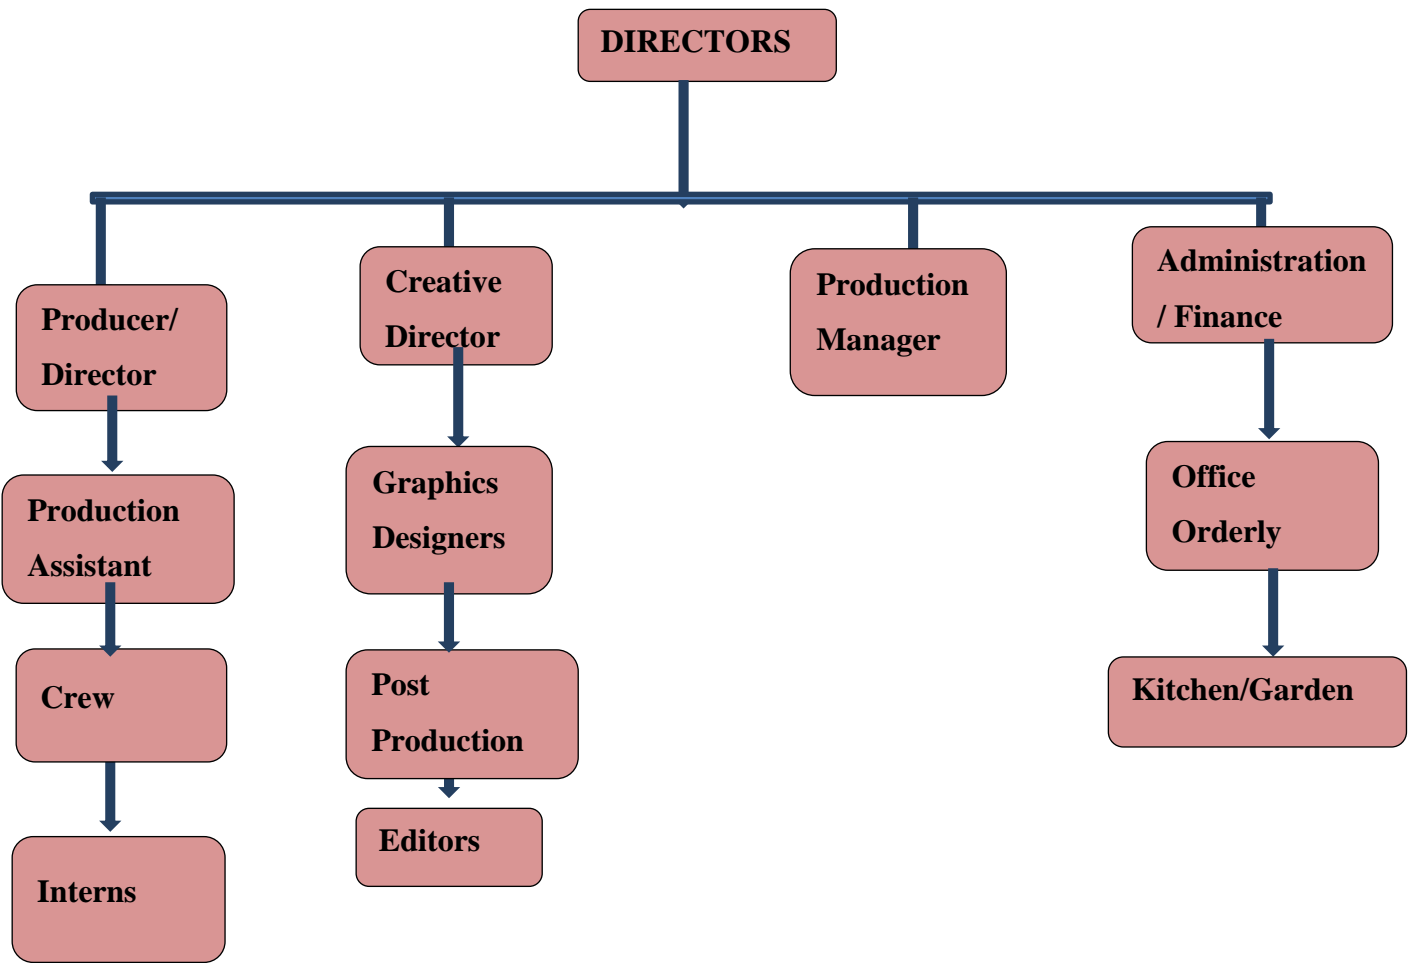 DIRECTORS
Producer/
Director
Creative
Director
Production
Manager
Administration
/ Finance
Production
Assistant
Graphics
Designers
Office
Orderly
Crew
Post
Production
Kitchen/Garden
Interns
Editors